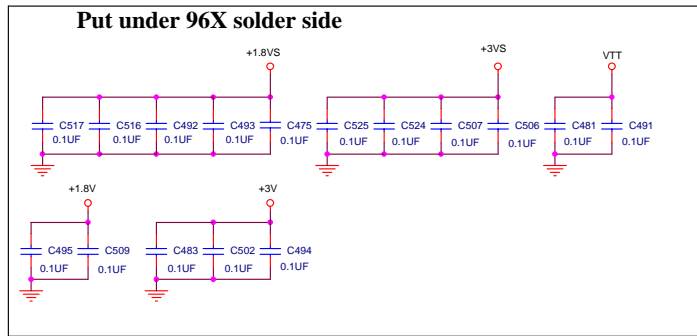 Put under 96X solder side
+1.8VS +3VS VTT
C517 C516 C492 C493 C475 C525 C524 C507 C506 C481 C491
0.1UF 0.1UF 0.1UF 0.1UF 0.1UF 0.1UF 0.1UF 0.1UF 0.1UF 0.1UF 0.1UF
+1.8V +3V
C495 C509 C483 C502 C494
0.1UF 0.1UF 0.1UF 0.1UF 0.1UF